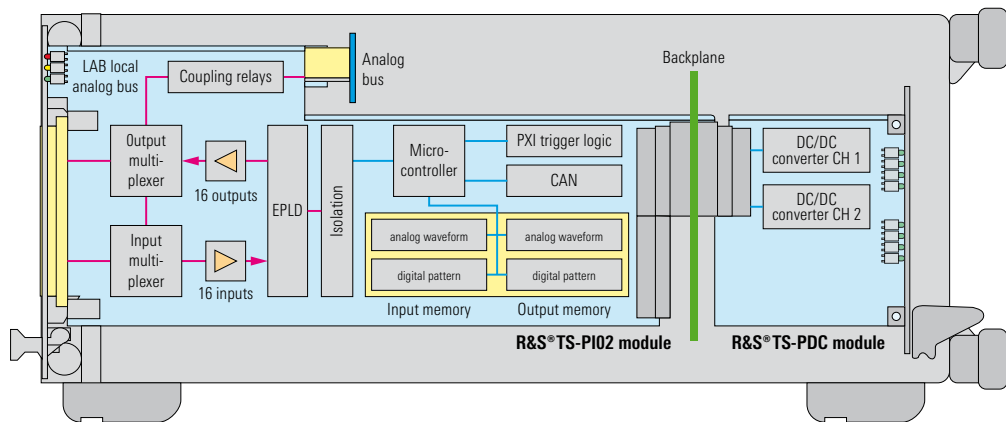 LAB local
analog bus
Coupling relays
Analog
bus
Backplane
Output
multi-
plexer
16 outputs
Input
multi-
plexer
16 inputs
EPLD
Isolation
Micro-
controller
PXI trigger logic
CAN
analog waveform
analog waveform
digital pattern
digital pattern
Input memory
Output memory
DC/DC
converter CH 1
DC/DC
converter CH 2
R&S®TS-PI02 module
R&S®TS-PDC module